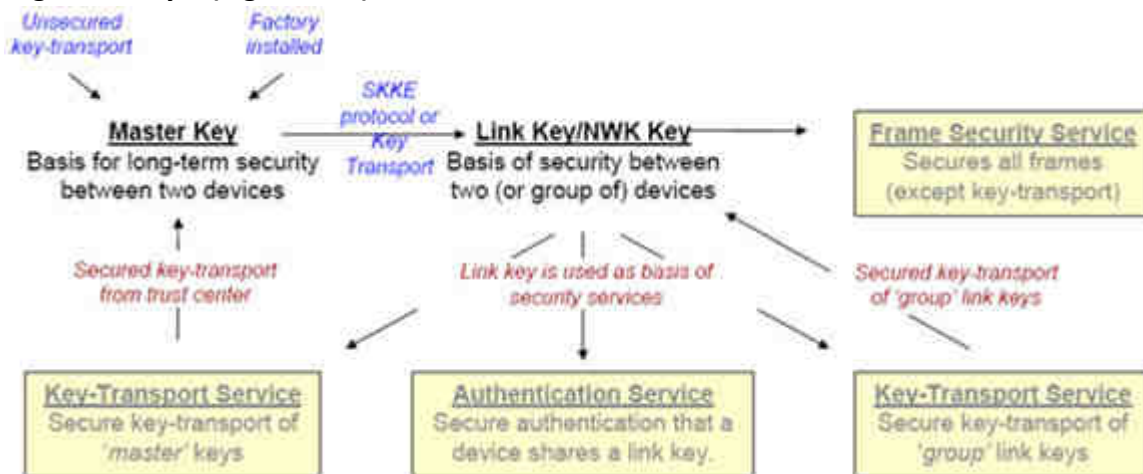 Unsecured
key-transport
Factory
installed
SKKE
protocol or
Key
Transport
Master Key
Basis for long-term security
between two devices
Link Key/NWK Key
Basis of security between
two (or group of) devices
Frame Security Service
Secures all frames
(except key-transport)
Secured key-transport
from trust center
Link key is used as basis of
security services
Secured key-transport
of 'group' link keys
Key-Transport Service
Secure key-transport of
'master' keys
Authentication Service
Secure authentication that a
device shares a link key.
Key-Transport Service
Secure key-transport of
'group' link keys